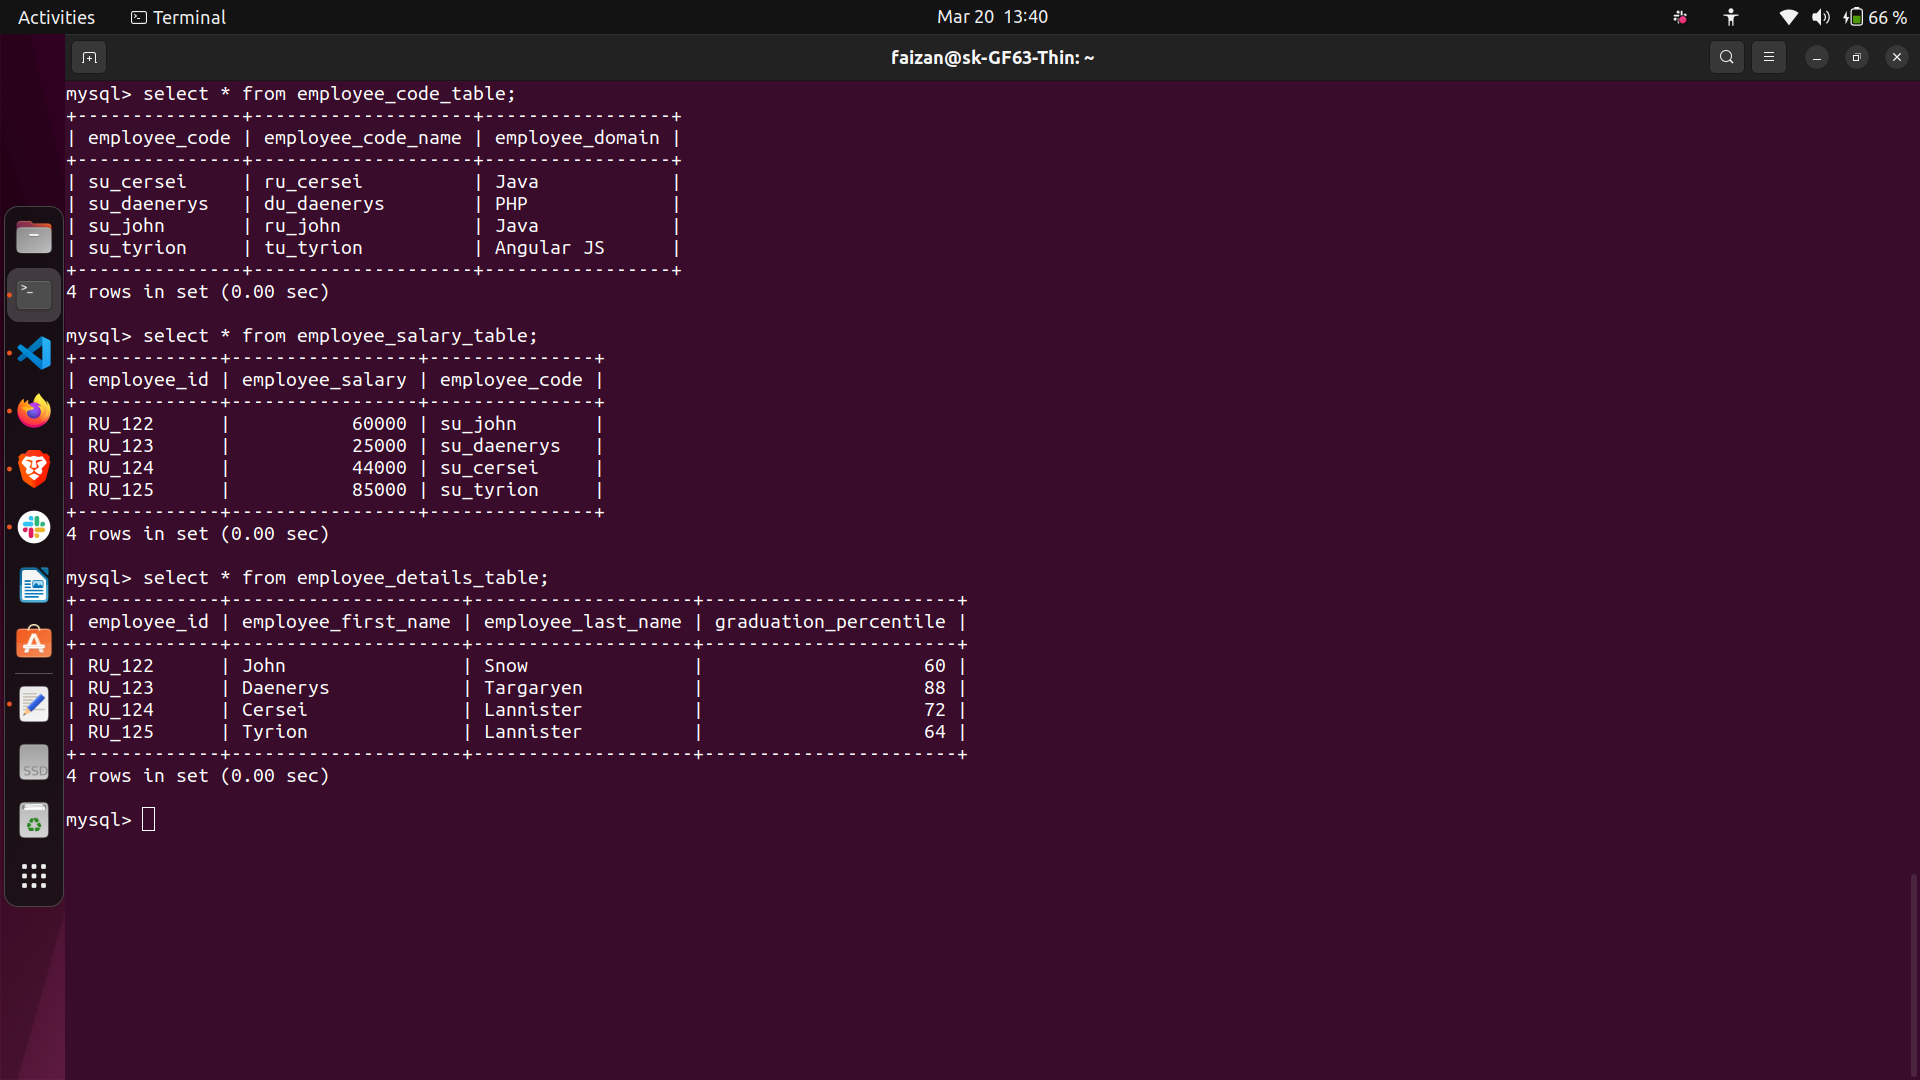 Activities
Terminal
Mar 20 13:40
66 %
faizan@sk-GF63-Thin: ~
mysql> select * from employee_code_table;
+---------------+--------------------+-----------------+
| employee_code | employee_code_name | employee_domain |
+---------------+--------------------+-----------------+
| su_cersei     | ru_cersei          | Java            |
| su_daenerys   | du_daenerys        | PHP             |
| su_john       | ru_john            | Java            |
| su_tyrion     | tu_tyrion          | Angular JS      |
+---------------+--------------------+-----------------+
4 rows in set (0.00 sec)
mysql> select * from employee_salary_table;
+-------------+-----------------+---------------+
| employee_id | employee_salary | employee_code |
+-------------+-----------------+---------------+
| RU_122      |           60000 | su_john       |
| RU_123      |           25000 | su_daenerys   |
| RU_124      |           44000 | su_cersei     |
| RU_125      |           85000 | su_tyrion     |
+-------------+-----------------+---------------+
4 rows in set (0.00 sec)
mysql> select * from employee_details_table;
+-------------+---------------------+--------------------+-----------------------+
| employee_id | employee_first_name | employee_last_name | graduation_percentile |
+-------------+---------------------+--------------------+-----------------------+
| RU_122      | John                | Snow               |                    60 |
| RU_123      | Daenerys            | Targaryen          |                    88 |
| RU_124      | Cersei              | Lannister          |                    72 |
| RU_125      | Tyrion              | Lannister          |                    64 |
+-------------+---------------------+--------------------+-----------------------+
4 rows in set (0.00 sec)
mysql>
SSD